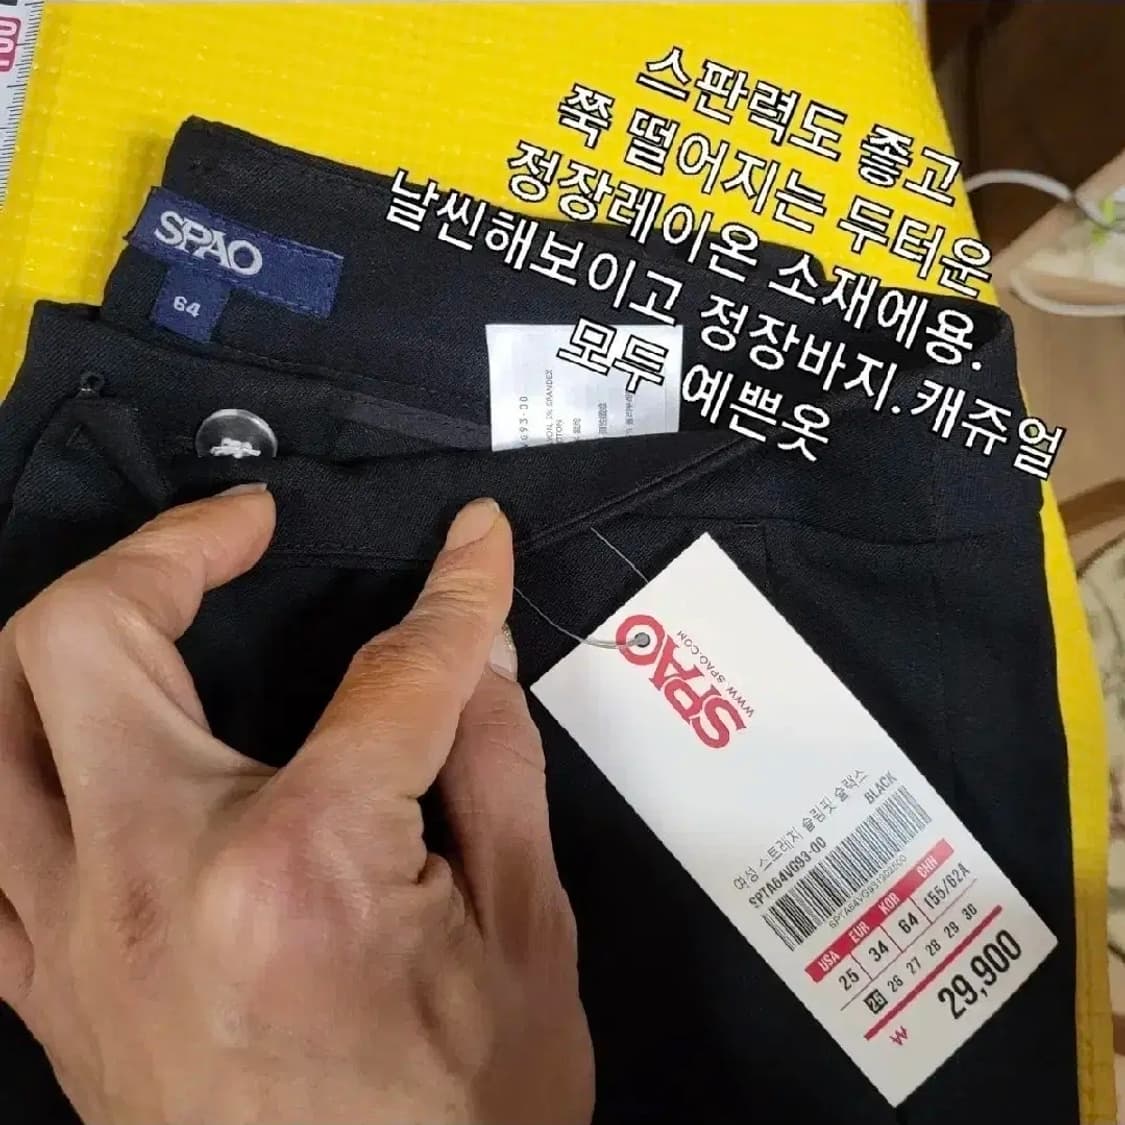 스판력도 좋고
쭉 떨어지는 두터운
정장레이온 소재에용.
날씬해보이고 정장바지.캐쥬얼
모두 예쁜옷
100
SPAO
64
SPAO
WWW.SPAO.COM
여성 스트레치 슬림핏 슬랙스
SPTA64VG93-00 BLACK
USA EUR KOR CHN
25 34 64 155/62A
25 26 27 28 29 30
29,900